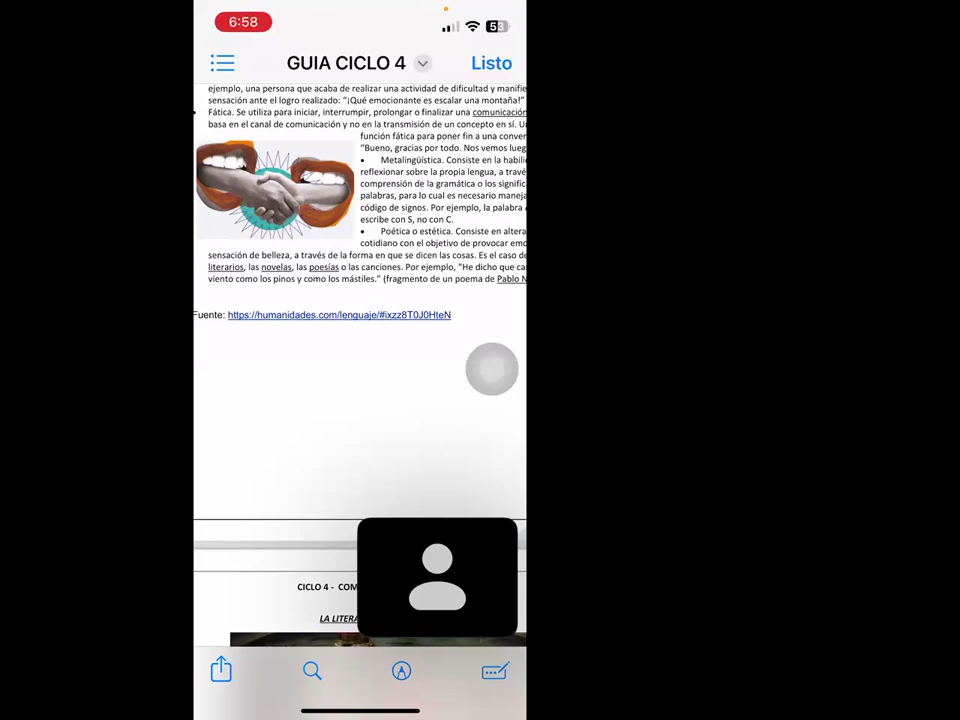 6:58
53
GUIA CICLO 4
Listo
ejemplo, una persona que acaba de realizar una actividad de dificultad y manifie
sensación ante el logro realizado: "¡Qué emocionante es escalar una montaña!"
• Fática. Se utiliza para iniciar, interrumpir, prolongar o finalizar una comunicación
basa en el canal de comunicación y no en la transmisión de un concepto en sí. U
función fática para poner fin a una conver
"Bueno, gracias por todo. Nos vemos lueg
• Metalingüística. Consiste en la habili
reflexionar sobre la propia lengua, a travé
comprensión de la gramática o los signific
palabras, para lo cual es necesario maneja
código de signos. Por ejemplo, la palabra
escribe con S, no con C.
• Poética o estética. Consiste en altera
cotidiano con el objetivo de provocar emo
sensación de belleza, a través de la forma en que se dicen las cosas. Es el caso de
literarios, las novelas, las poesías o las canciones. Por ejemplo, "He dicho que ca
viento como los pinos y como los mástiles." (fragmento de un poema de Pablo N
Fuente: https://humanidades.com/lenguaje/#ixzz8T0J0HteN
CICLO 4 - COM
LA LITERA